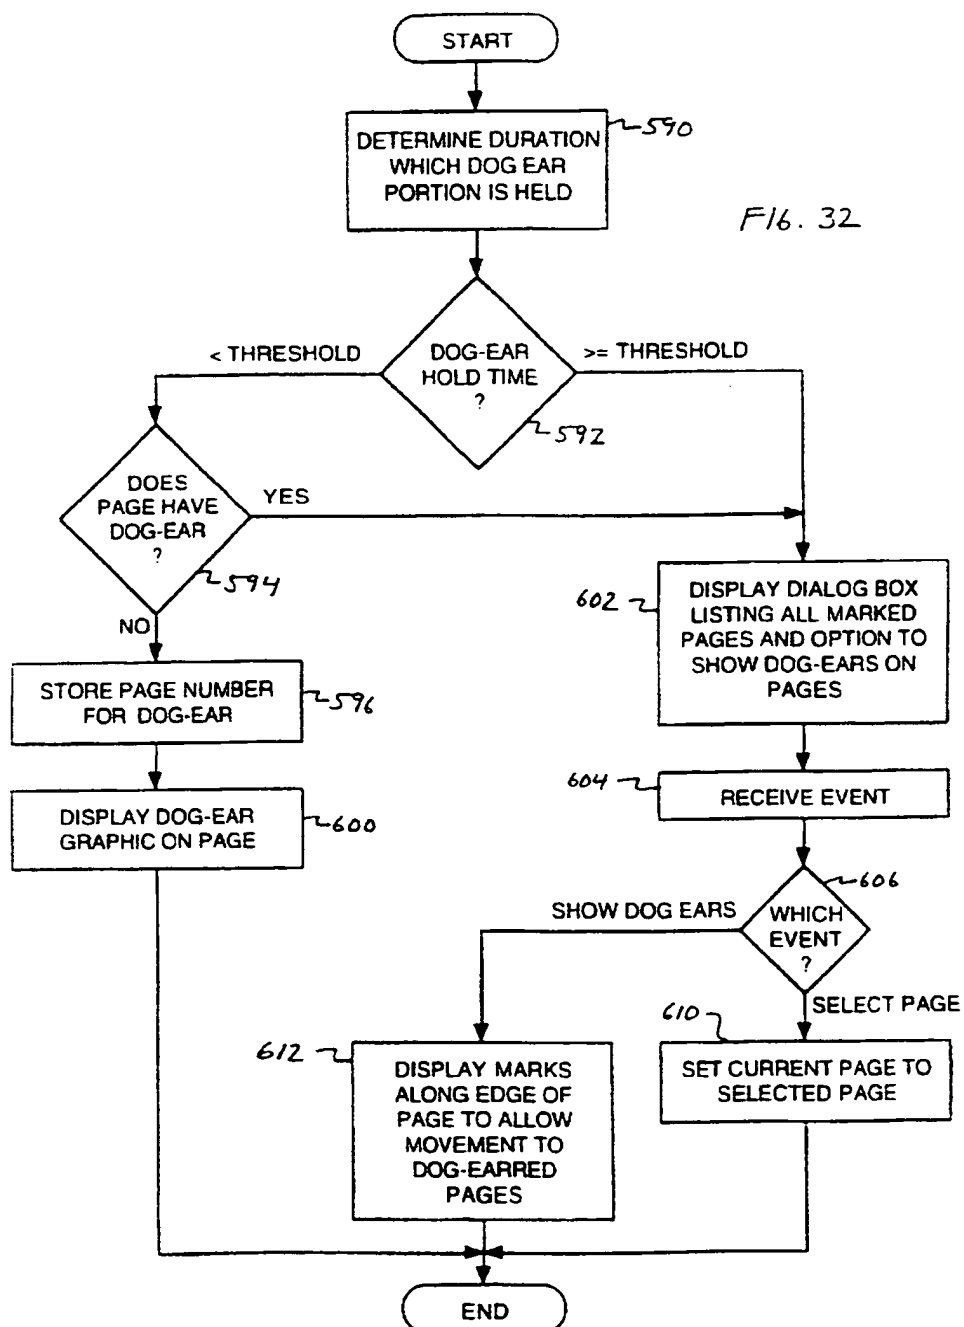 START
DETERMINE DURATION
WHICH DOG EAR
PORTION IS HELD
590
FIG. 32
< THRESHOLD
DOG-EAR
HOLD TIME
?
>= THRESHOLD
592
DOES
PAGE HAVE
DOG-EAR
?
YES
594
NO
602
DISPLAY DIALOG BOX
LISTING ALL MARKED
PAGES AND OPTION TO
SHOW DOG-EARS ON
PAGES
STORE PAGE NUMBER
FOR DOG-EAR
596
604
RECEIVE EVENT
DISPLAY DOG-EAR
GRAPHIC ON PAGE
600
606
SHOW DOG EARS
WHICH
EVENT
?
SELECT PAGE
610
612
DISPLAY MARKS
ALONG EDGE OF
PAGE TO ALLOW
MOVEMENT TO
DOG-EARRED
PAGES
SET CURRENT PAGE TO
SELECTED PAGE
END